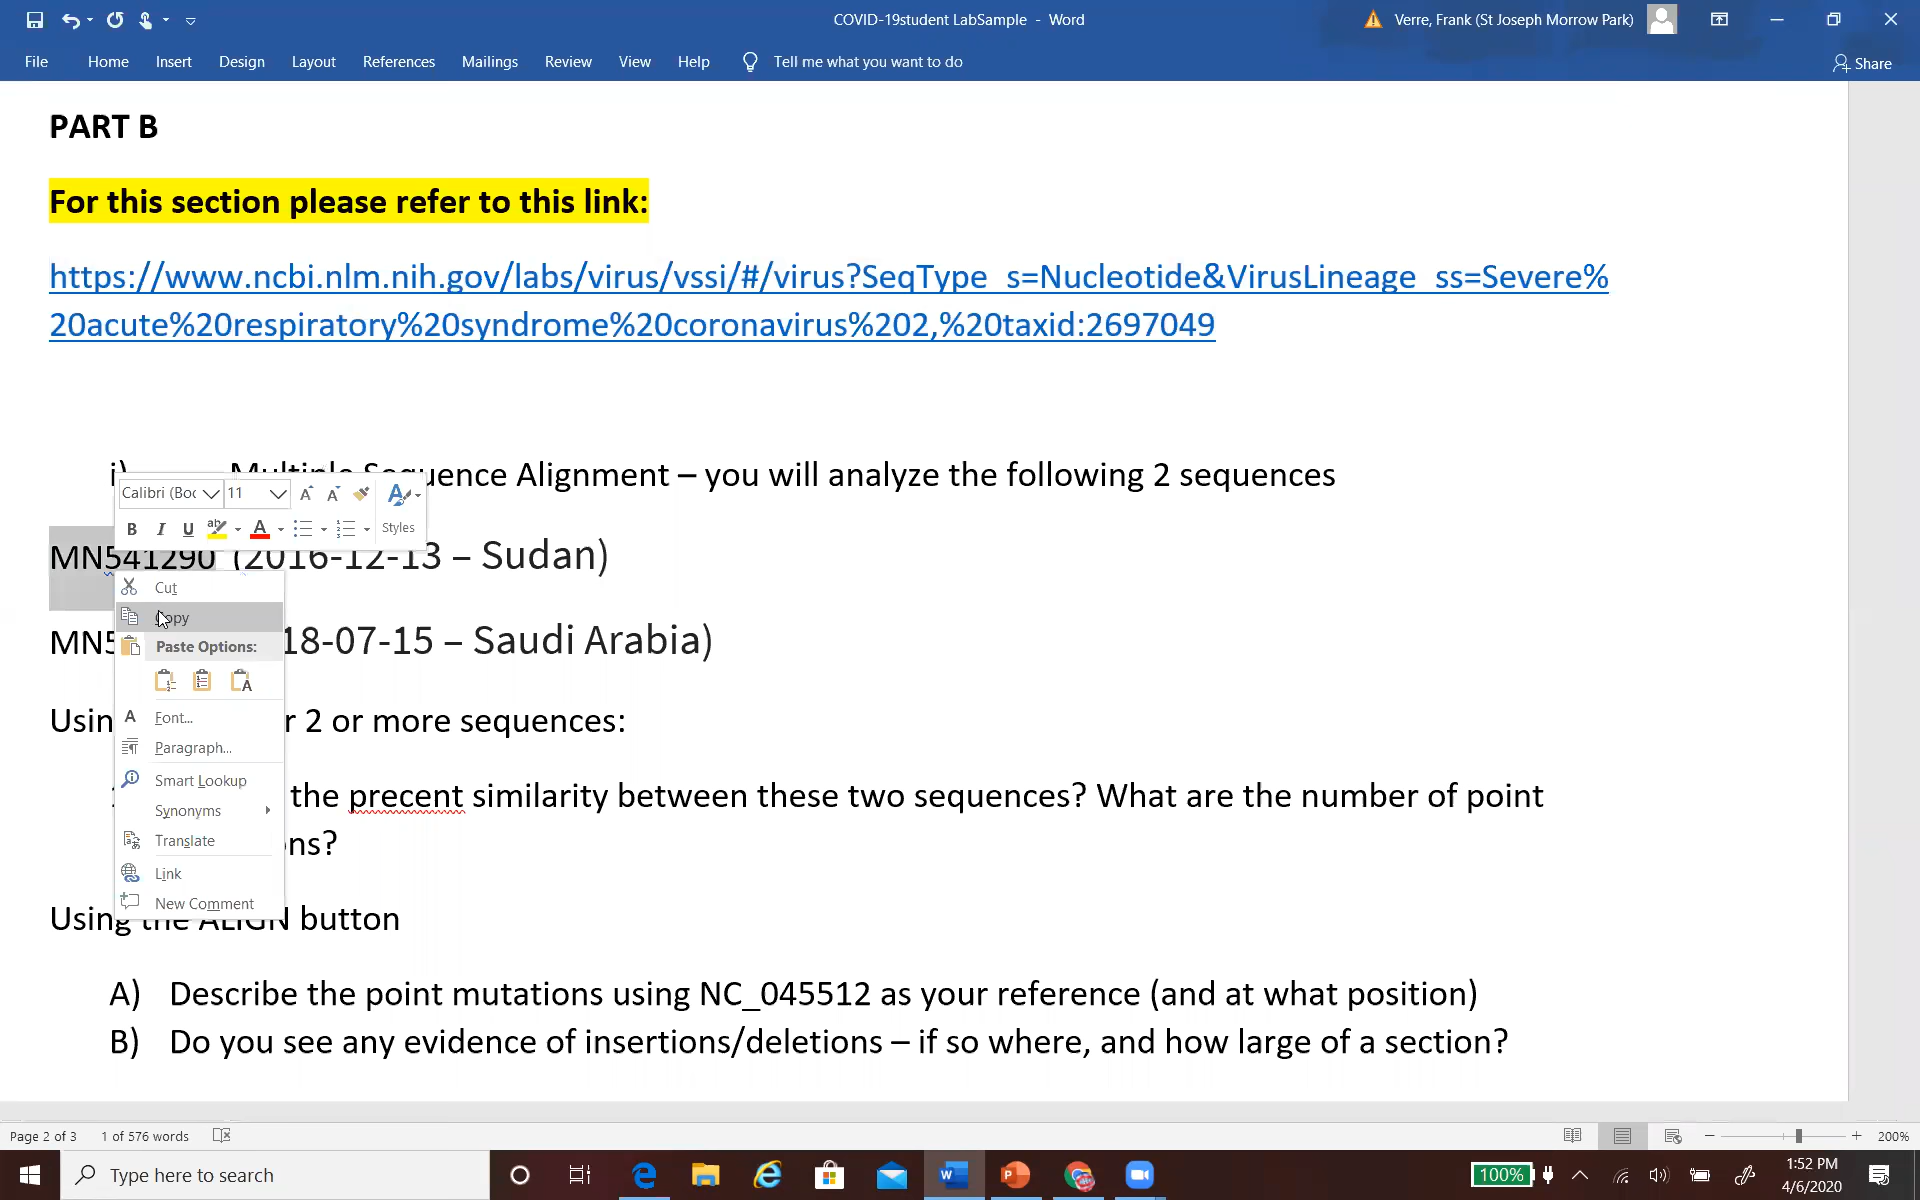 COVID-19student LabSample - Word
Verre, Frank (St Joseph Morrow Park)
File Home Insert Design Layout References Mailings Review View Help Tell me what you want to do
Share
PART B
For this section please refer to this link:
https://www.ncbi.nlm.nih.gov/labs/virus/vssi/#/virus?SeqType_s=Nucleotide&VirusLineage_ss=Severe%
20acute%20respiratory%20syndrome%20coronavirus%202,%20taxid:2697049
i) Multiple Sequence Alignment – you will analyze the following 2 sequences
Calibri (Boc 11
B I U Styles
MN541290 (2016-12-13 – Sudan)
Cut
Copy
MN5 18-07-15 – Saudi Arabia)
Paste Options:
Font...
Usin r 2 or more sequences:
Paragraph...
Smart Lookup
the precent similarity between these two sequences? What are the number of point
Synonyms
Translate
ns?
Link
New Comment
Using the ALIGN button
A) Describe the point mutations using NC_045512 as your reference (and at what position)
B) Do you see any evidence of insertions/deletions – if so where, and how large of a section?
Page 2 of 3 1 of 576 words 200%
Type here to search
100%
1:52 PM
4/6/2020